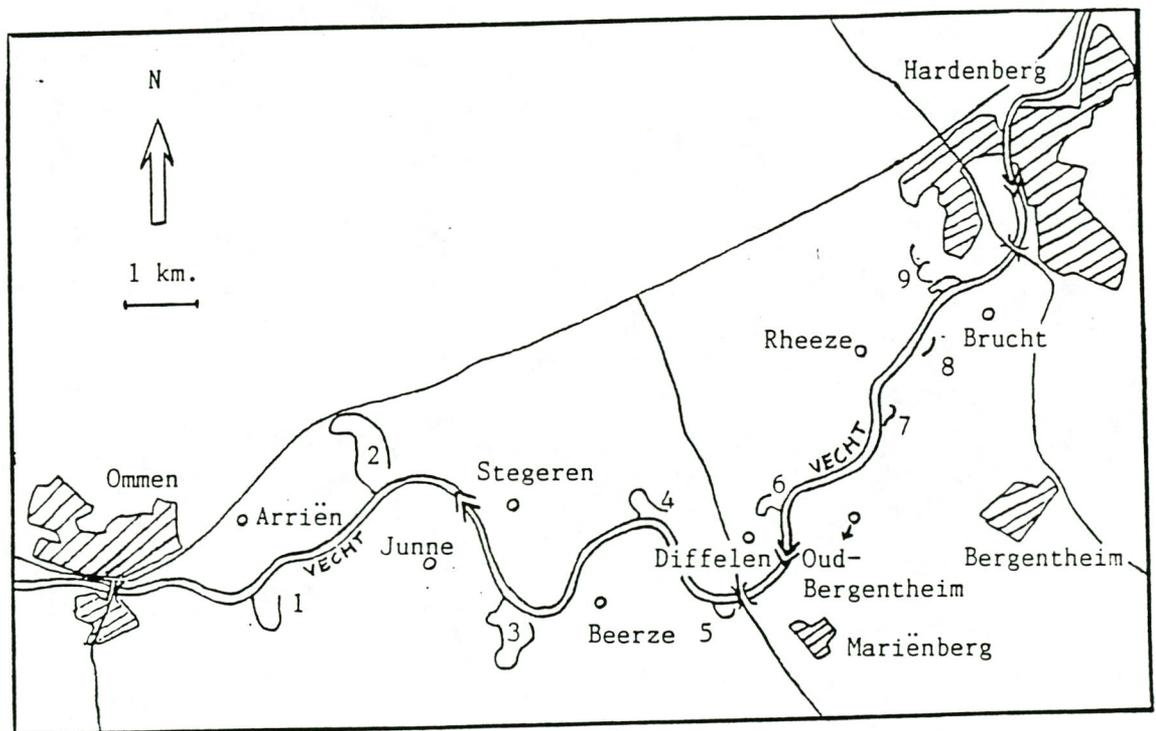 Hardenberg
N
1 km.
9
Rheeze
Brucht
8
7
VECHT
2
Ommen
Stegeren
6
4
Arriën
Junne
VECHT
Diffelen
Oud-
Bergentheim
Bergentheim
1
3
Beerze
5
Mariënberg